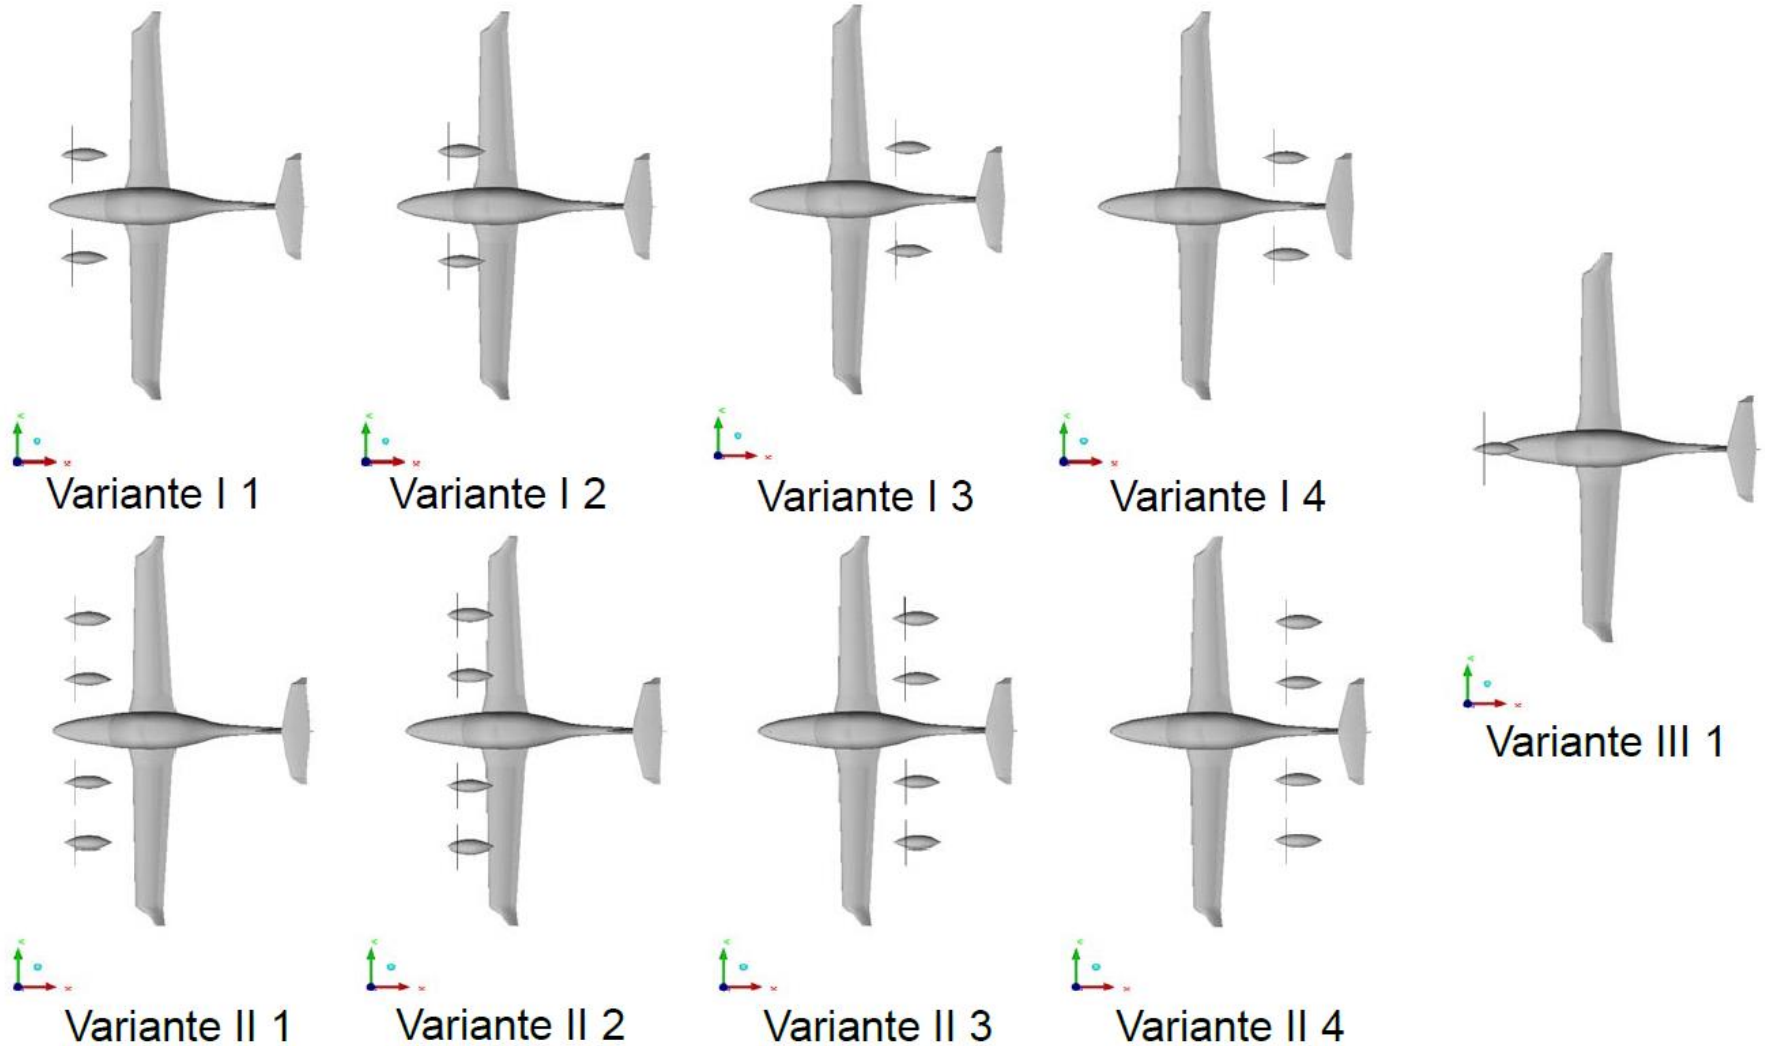 Variante I 1
Variante I 2
Variante I 3
Variante I 4
Variante III 1
Variante II 1
Variante II 2
Variante II 3
Variante II 4